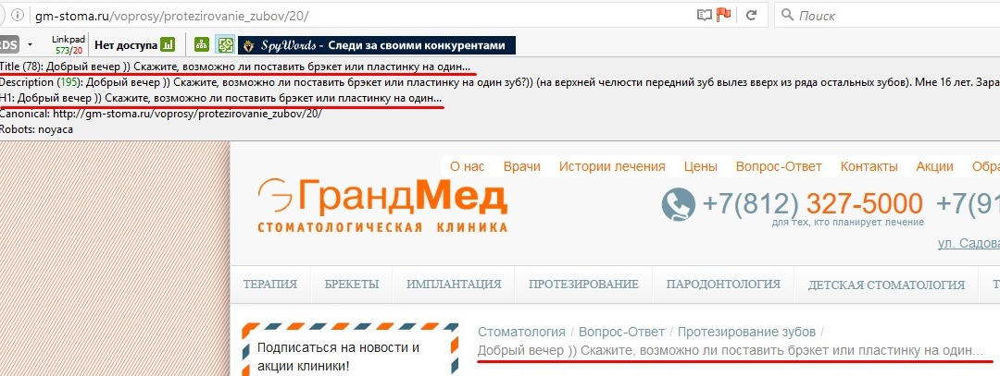 gm-stoma.ru/voprosy/protezirovanie_zubov/20/
Поиск
RDS
Linkpad
573/20
Нет доступа
SpyWords - Следи за своими конкурентами
Title (78): Добрый вечер )) Скажите, возможно ли поставить брэкет или пластинку на один...
Description (195): Добрый вечер )) Скажите, возможно ли поставить брэкет или пластинку на один зуб?)) (на верхней челюсти передний зуб вылез вверх из ряда остальных зубов). Мне 16 лет. Зара
H1: Добрый вечер )) Скажите, возможно ли поставить брэкет или пластинку на один...
Canonical: http://gm-stoma.ru/voprosy/protezirovanie_zubov/20/
Robots: noyaca
О нас Врачи Истории лечения Цены Вопрос-Ответ Контакты Акции Обра
ГрандМед
СТОМАТОЛОГИЧЕСКАЯ КЛИНИКА
+7(812) 327-5000 +7(91
для тех, кто планирует лечение
ул. Садова
ТЕРАПИЯ БРЕКЕТЫ ИМПЛАНТАЦИЯ ПРОТЕЗИРОВАНИЕ ПАРОДОНТОЛОГИЯ ДЕТСКАЯ СТОМАТОЛОГИЯ Т
Подписаться на новости и
акции клиники!
Стоматология / Вопрос-Ответ / Протезирование зубов /
Добрый вечер )) Скажите, возможно ли поставить брэкет или пластинку на один...